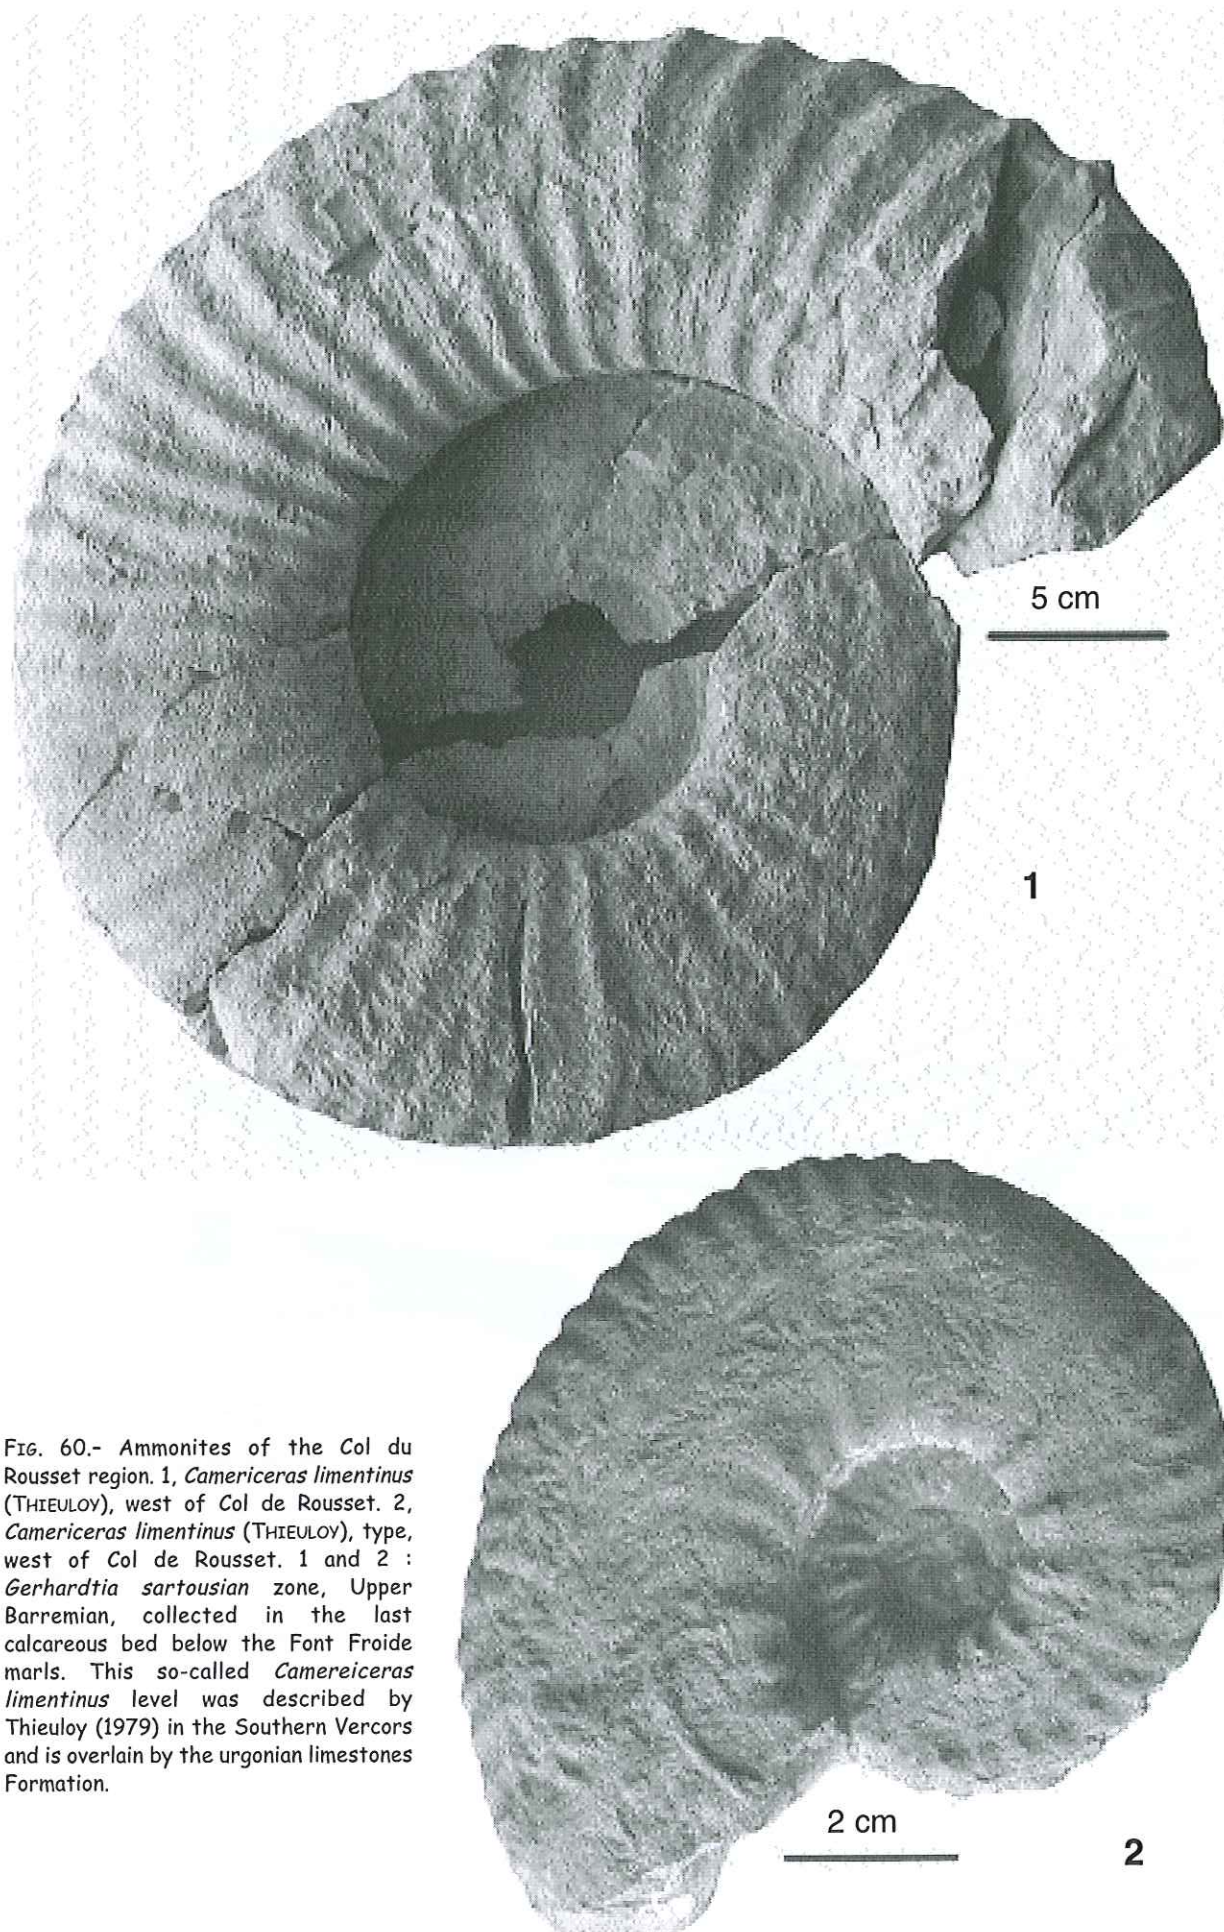 5 cm
1
FIG. 60.- Ammonites of the Col du
Rousset region. 1, Camericeras limentinus
(THIEULOY), west of Col de Rousset. 2,
Camericeras limentinus (THIEULOY), type,
west of Col de Rousset. 1 and 2 :
Gerhardtia sartousian zone, Upper
Barremian, collected in the last
calcareous bed below the Font Froide
marls. This so-called Camereiceras
limentinus level was described by
Thieuloy (1979) in the Southern Vercors
and is overlain by the urgonian limestones
Formation.
2 cm
2